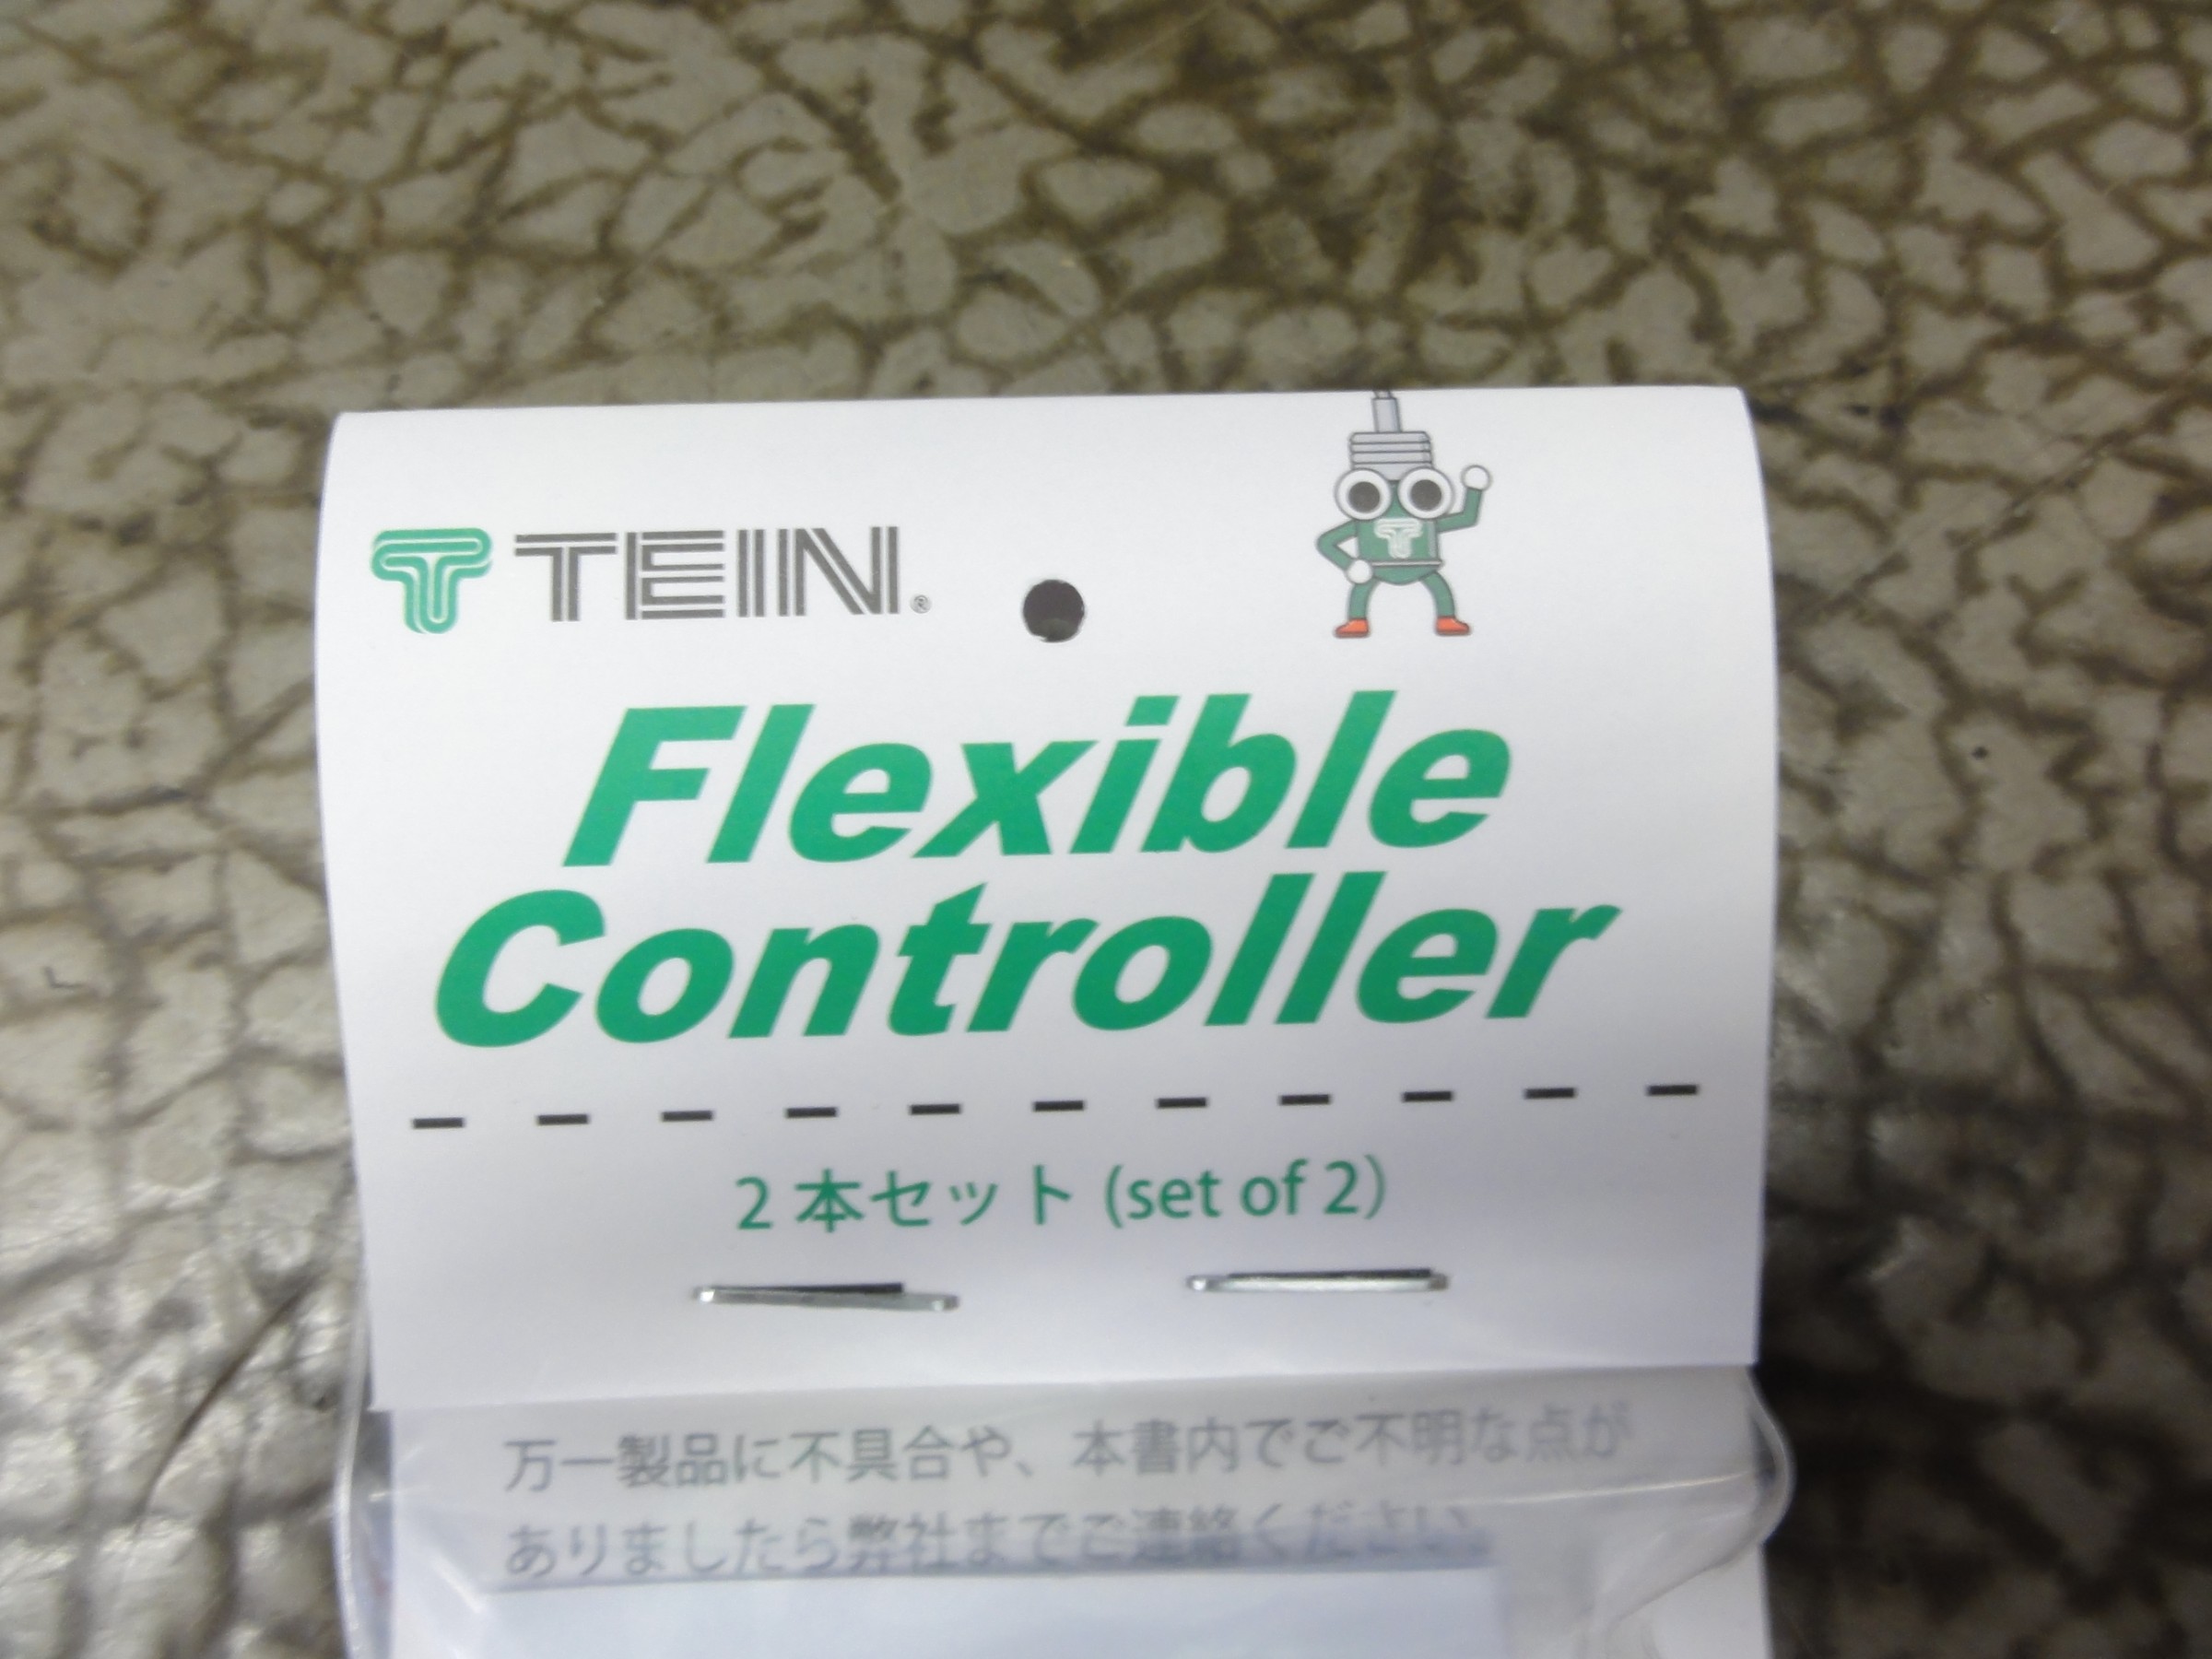 TEIN®
Flexible
Controller
2本セット (set of 2)
万一製品に不具合や、本書内でご不明な点が
ありましたら弊社までご連絡ください。